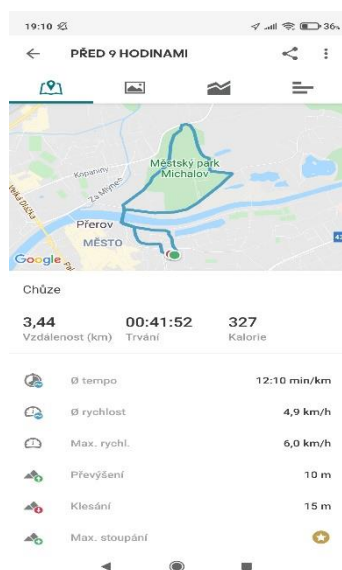 19:10
36%
PŘED 9 HODINAMI
Kopaniny
Za Mlýnem
Městský park
Michalov
Přerov
MĚSTO
Google
Chůze
3,44 00:41:52 327
Vzdálenost (km) Trvání Kalorie
Ø tempo 12:10 min/km
Ø rychlost 4,9 km/h
Max. rychl. 6,0 km/h
Převýšení 10 m
Klesání 15 m
Max. stoupání